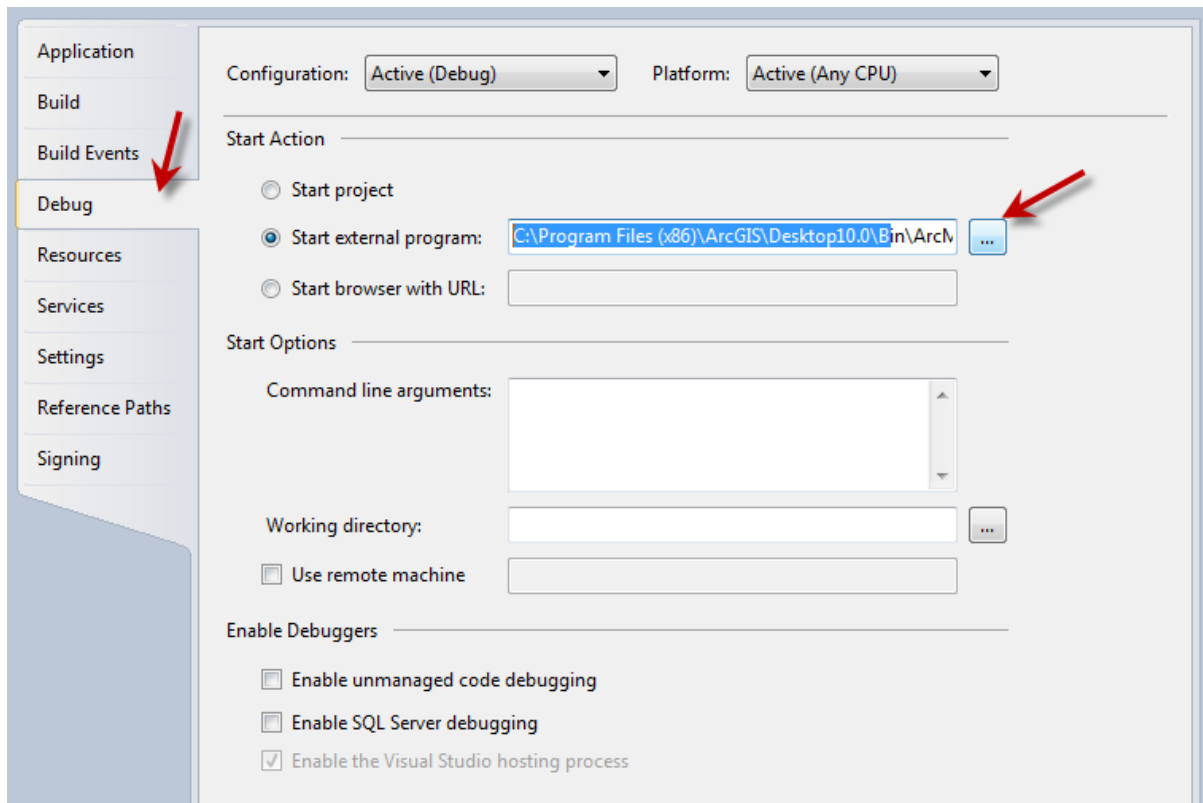 Application
Build
Build Events
Debug
Resources
Services
Settings
Reference Paths
Signing
Configuration: Active (Debug) Platform: Active (Any CPU)
Start Action
Start project
Start external program: C:\Program Files (x86)\ArcGIS\Desktop10.0\Bin\ArcM ...
Start browser with URL:
Start Options
Command line arguments:
Working directory: ...
Use remote machine
Enable Debuggers
Enable unmanaged code debugging
Enable SQL Server debugging
Enable the Visual Studio hosting process